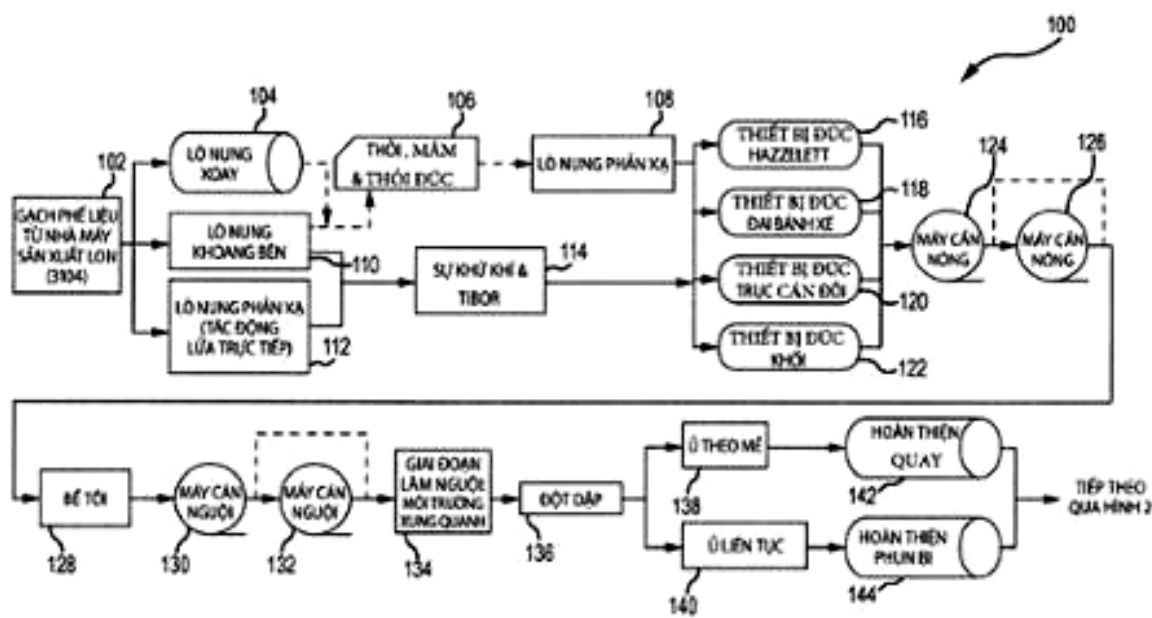 100
104
106
108
116
102
LÒ NUNG
XOAY
THỎI, MÂM
& THỎI ĐÚC
LÒ NUNG PHẢN XẠ
THIẾT BỊ ĐÚC
HAZZELETT
124
126
GẠCH PHẾ LIỆU
TỪ NHÀ MÁY
SẢN XUẤT LON
(3104)
LÒ NUNG
KHOANG BÊN
110
118
THIẾT BỊ ĐÚC
ĐAI BÁNH XE
MÁY CÁN
NÓNG
MÁY CÁN
NÓNG
SỰ KHỬ KHÍ &
TIBOR
114
LÒ NUNG PHẢN XẠ
(TÁC ĐỘNG
LỬA TRỰC TIẾP)
112
THIẾT BỊ ĐÚC
TRỤC CÁN ĐÔI
120
THIẾT BỊ ĐÚC
KHỐI
122
BỂ TÔI
128
MÁY CÁN
NGUỘI
130
MÁY CÁN
NGUỘI
132
GIAI ĐOẠN
LÀM NGUỘI
MÔI TRƯỜNG
XUNG QUANH
134
ĐỘT DẬP
136
Ủ THEO MẺ
138
HOÀN THIỆN
QUAY
142
Ủ LIÊN TỤC
140
HOÀN THIỆN
PHUN BI
144
TIẾP THEO
QUA HÌNH 2